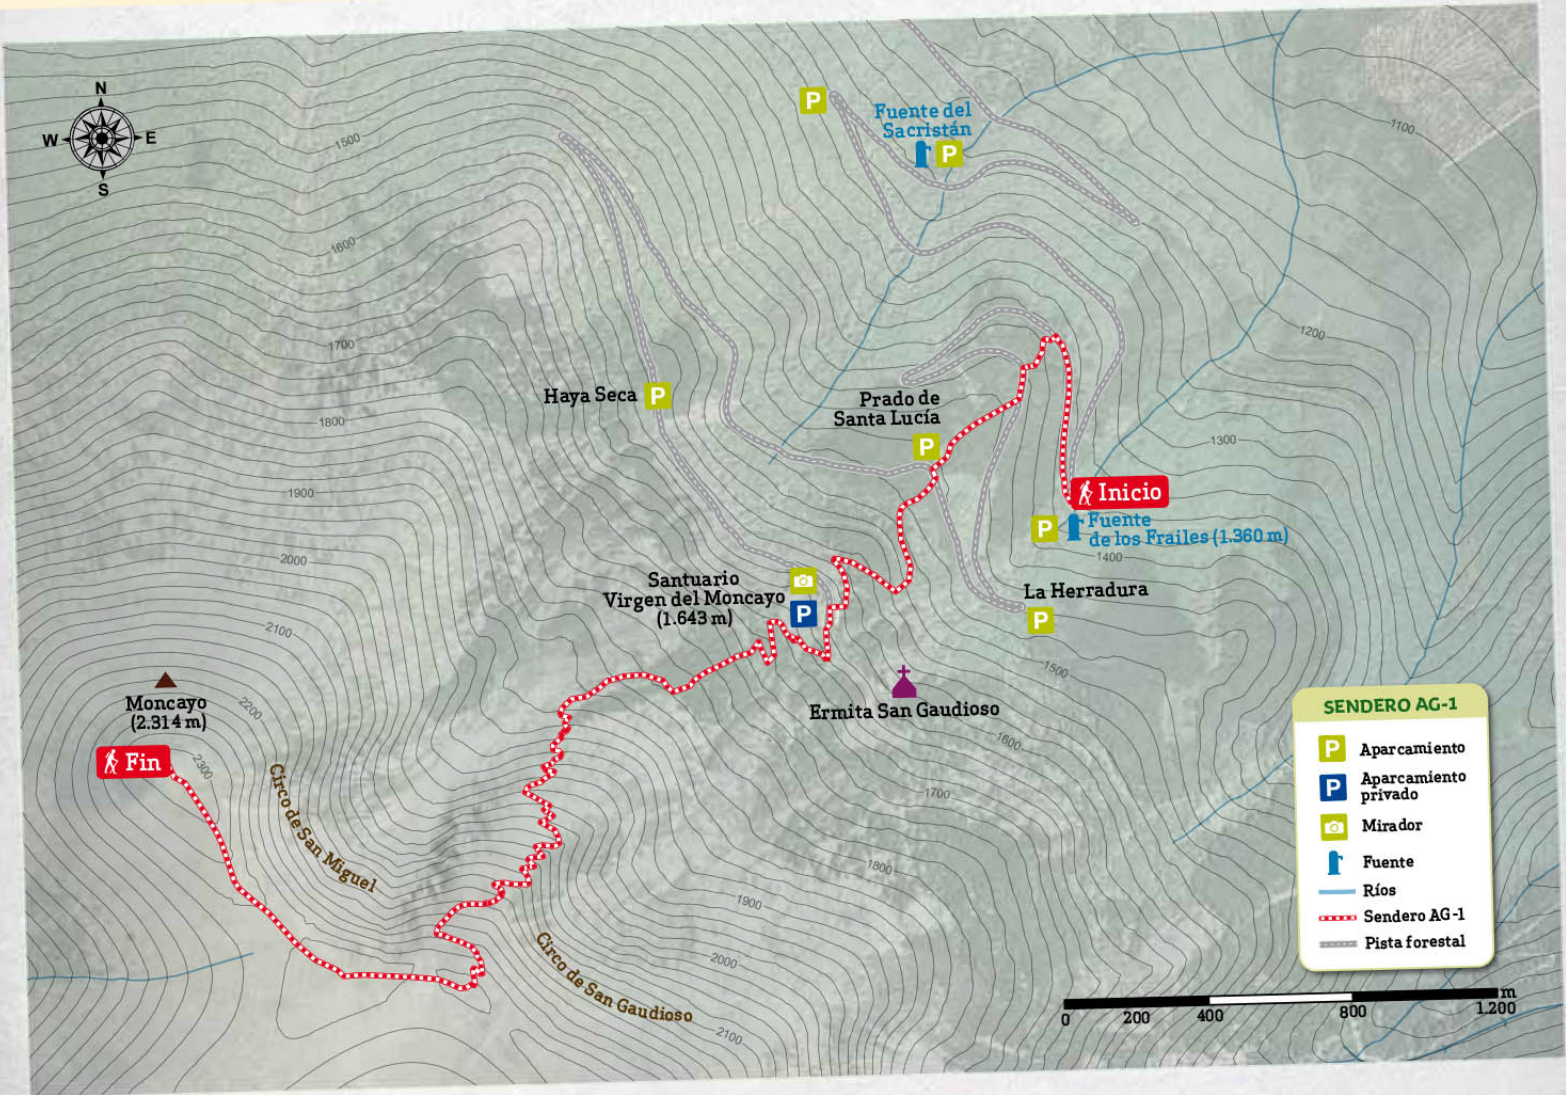 N
W
E
S
1500
1600
1700
1800
1900
2000
2100
2200
2300
P
Fuente del
Sacristán
P
1100
1200
1300
1400
Haya Seca
P
Prado de
Santa Lucía
P
Inicio
P
Fuente
de los Frailes (1.360 m)
Santuario
Virgen del Moncayo
(1.643 m)
P
La Herradura
P
1500
Ermita San Gaudioso
1600
1700
1800
1900
2000
2100
Moncayo
(2.314 m)
Fin
Circo de San Miguel
Circo de San Gaudioso
SENDERO AG-1
P
Aparcamiento
P
Aparcamiento
privado
Mirador
Fuente
Ríos
Sendero AG-1
Pista forestal
m
0
200
400
800
1.200